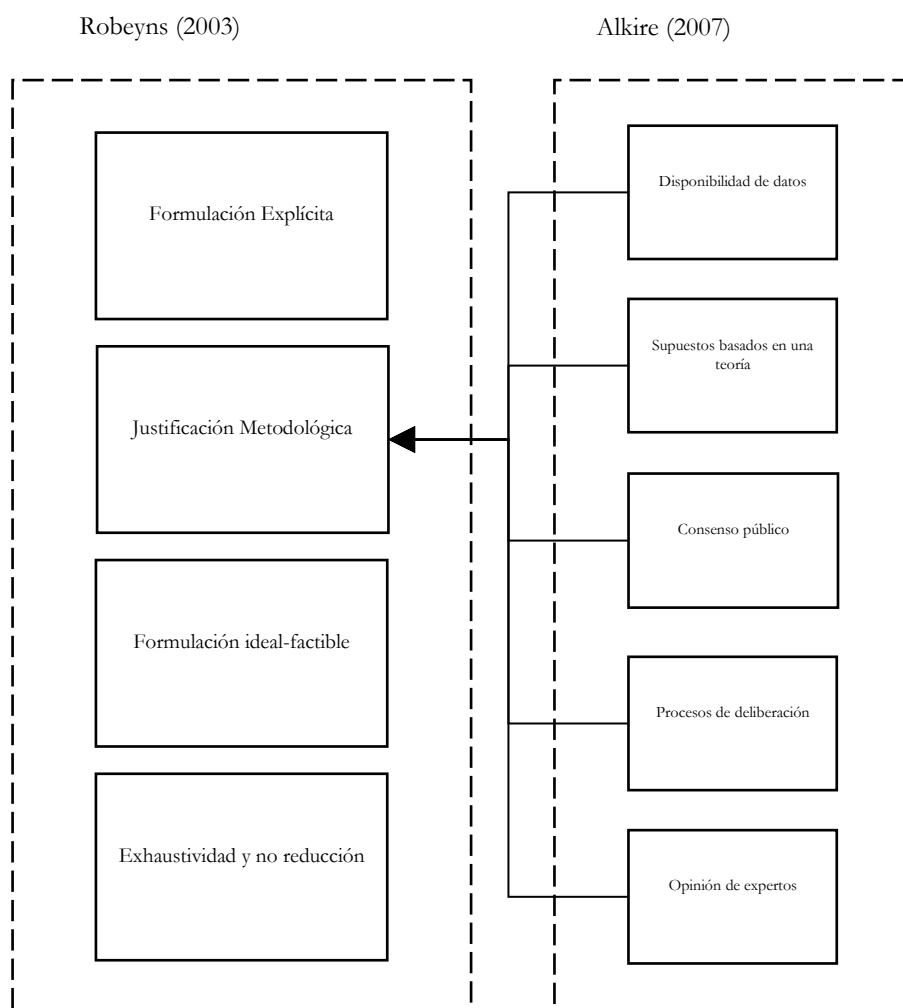 Robeyns (2003)
Alkire (2007)
Formulación Explícita
Justificación Metodológica
Formulación ideal-factible
Exhaustividad y no reducción
Disponibilidad de datos
Supuestos basados en una
teoría
Consenso público
Procesos de deliberación
Opinión de expertos